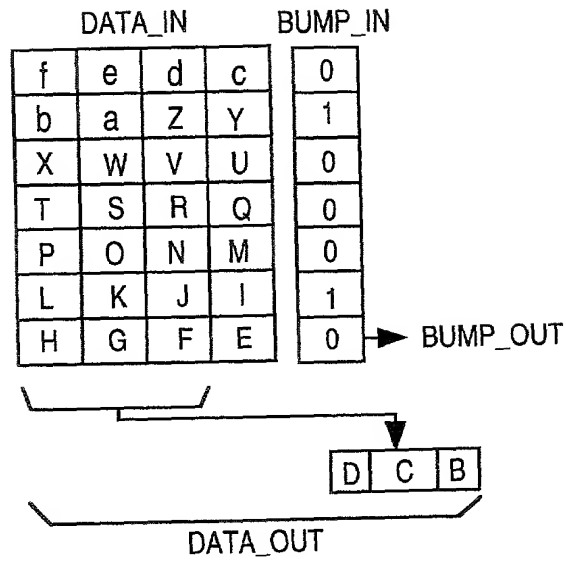 DATA_IN BUMP_IN
f e d c 0
b a Z Y 1
X W V U 0
T S R Q 0
P O N M 0
L K J I 1
H G F E 0 BUMP_OUT
D C B
DATA_OUT